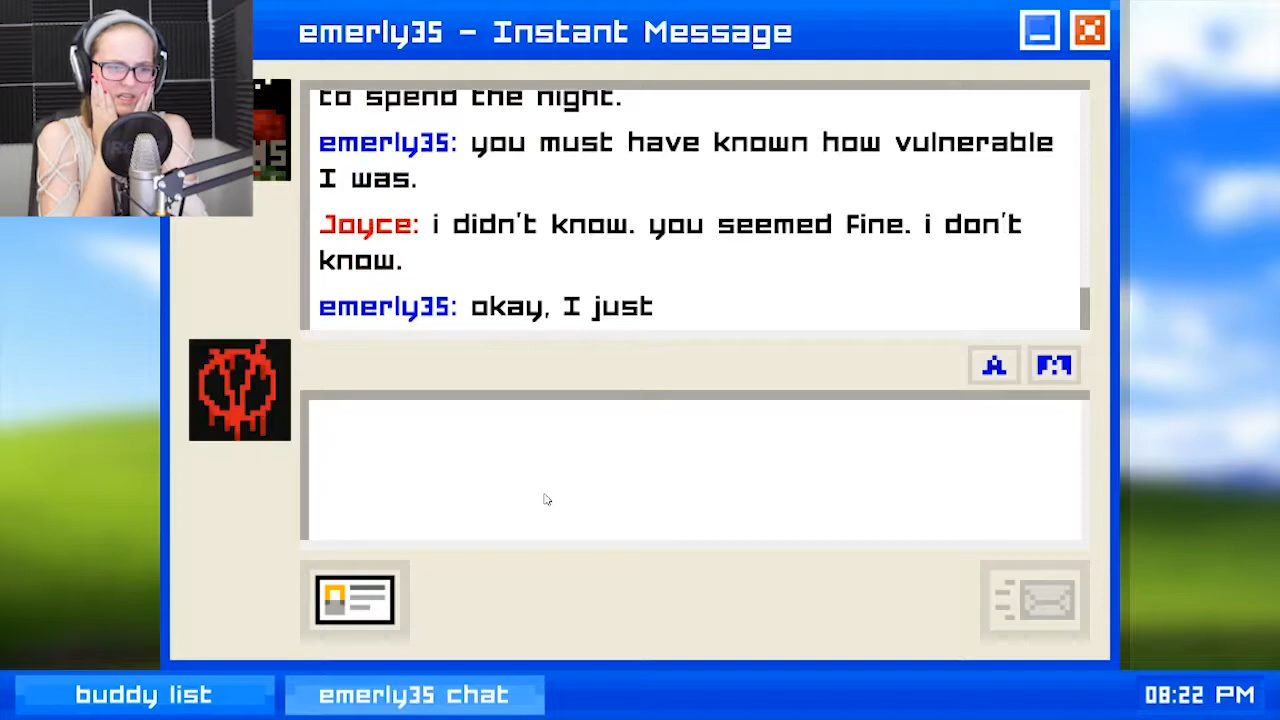 emerly35 - Instant Message
to spend the night.
emerly35: you must have known how vulnerable
I was.
Joyce: i didn't know. you seemed fine. i don't
know.
emerly35: okay, I just
A
buddy list
emerly35 chat
08:22 PM